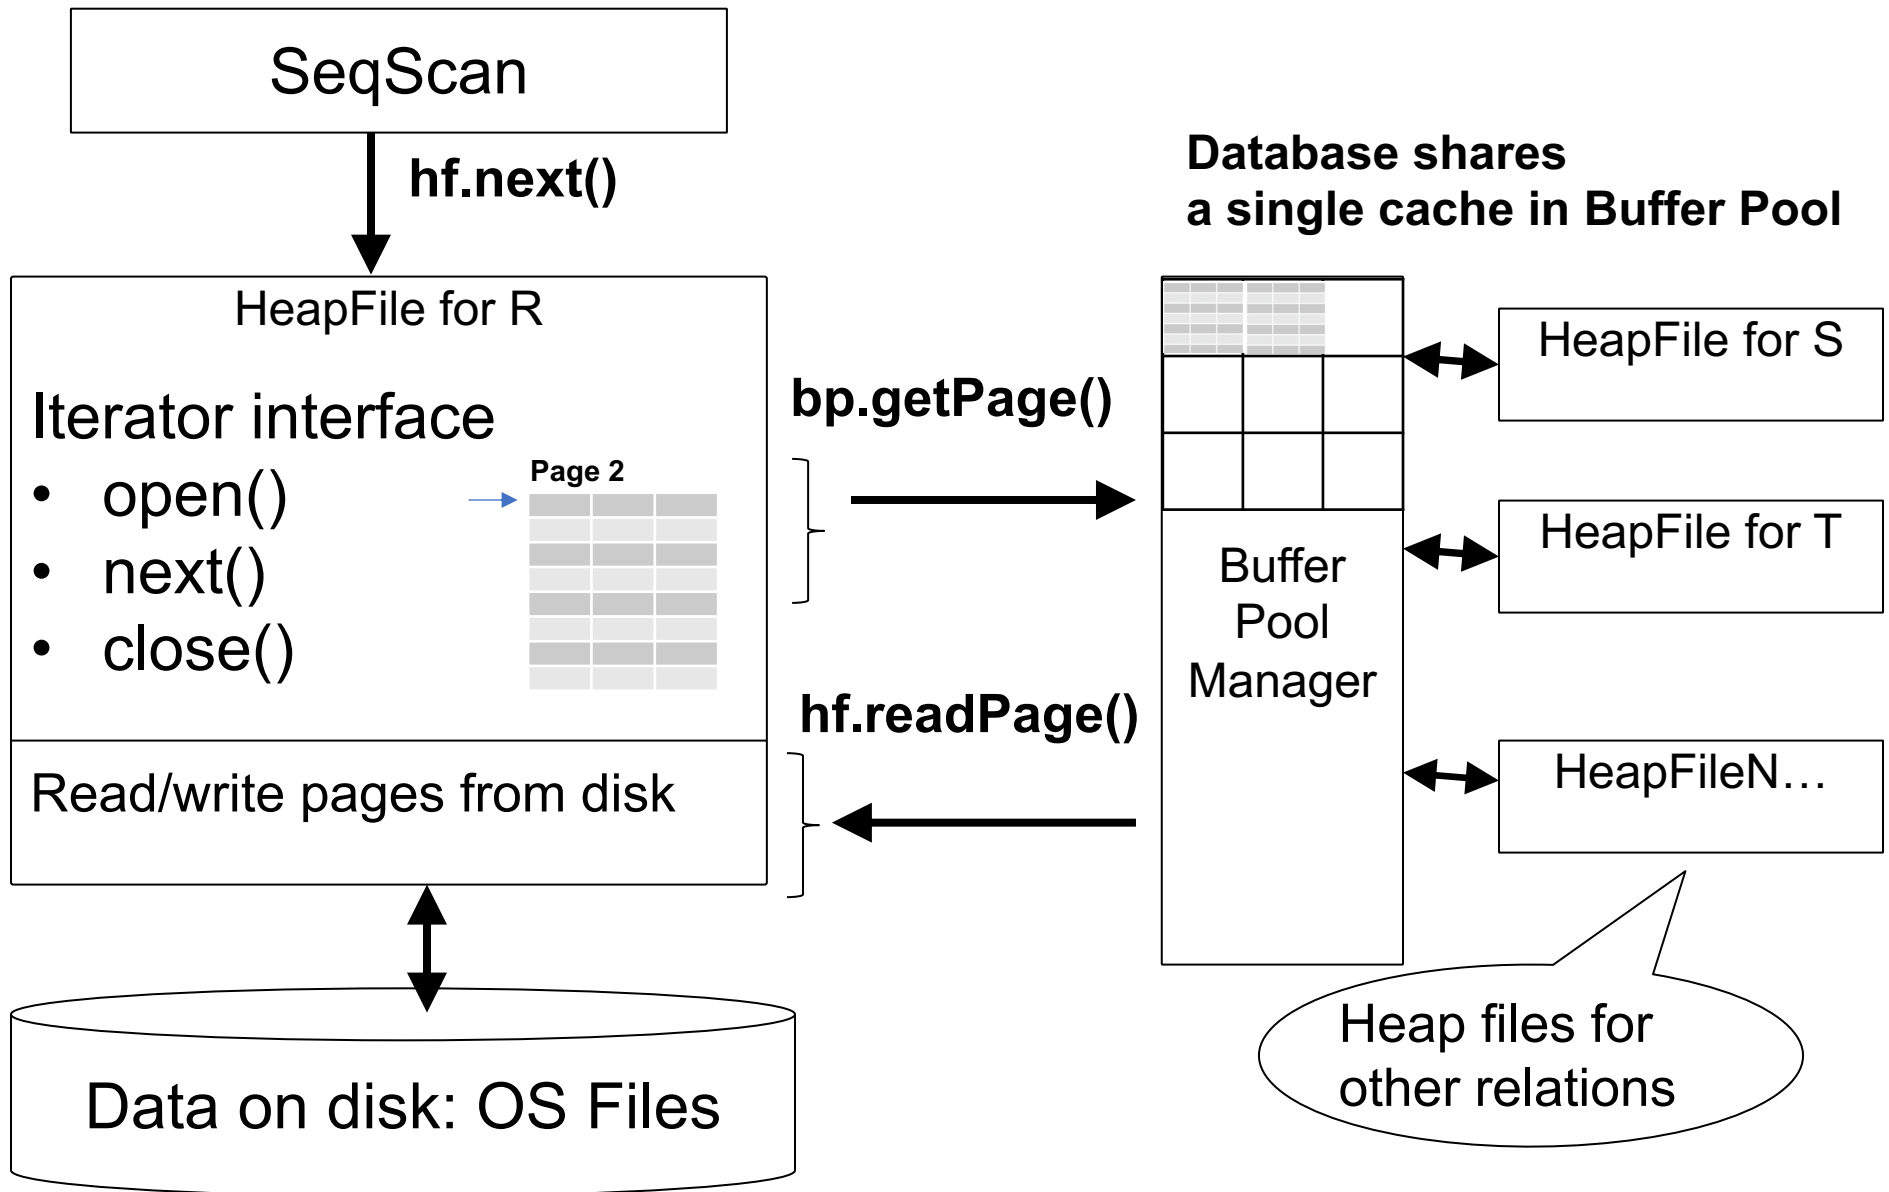 SeqScan
hf.next()
Database shares
a single cache in Buffer Pool
HeapFile for R
Iterator interface
• open()
• next()
• close()
Page 2
Read/write pages from disk
bp.getPage()
hf.readPage()
Buffer
Pool
Manager
HeapFile for S
HeapFile for T
HeapFileN…
Heap files for
other relations
Data on disk: OS Files